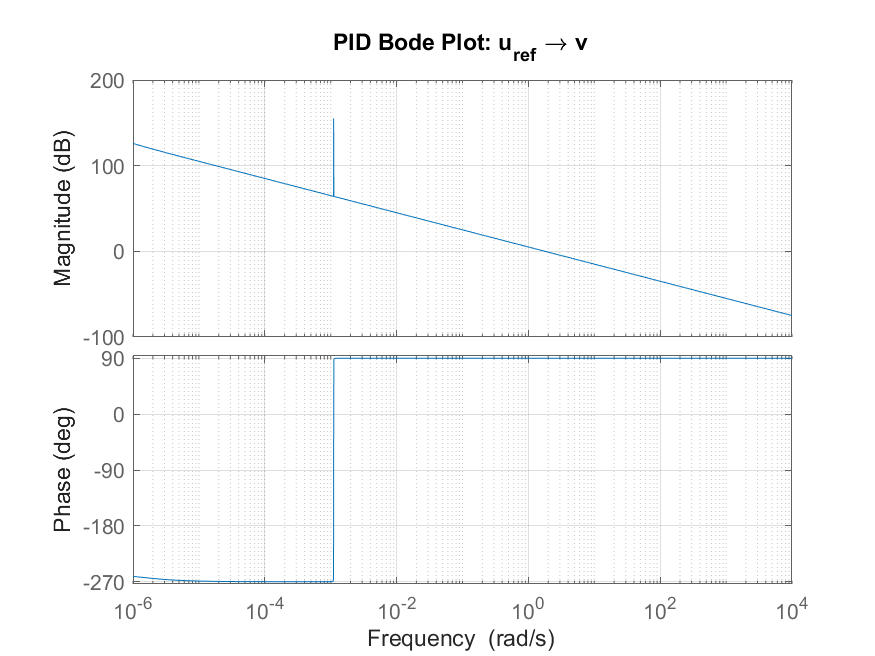 PID Bode Plot: u_ref → v
200
100
0
-100
Magnitude (dB)
90
0
-90
-180
-270
Phase (deg)
10^-6 10^-4 10^-2 10^0 10^2 10^4
Frequency (rad/s)